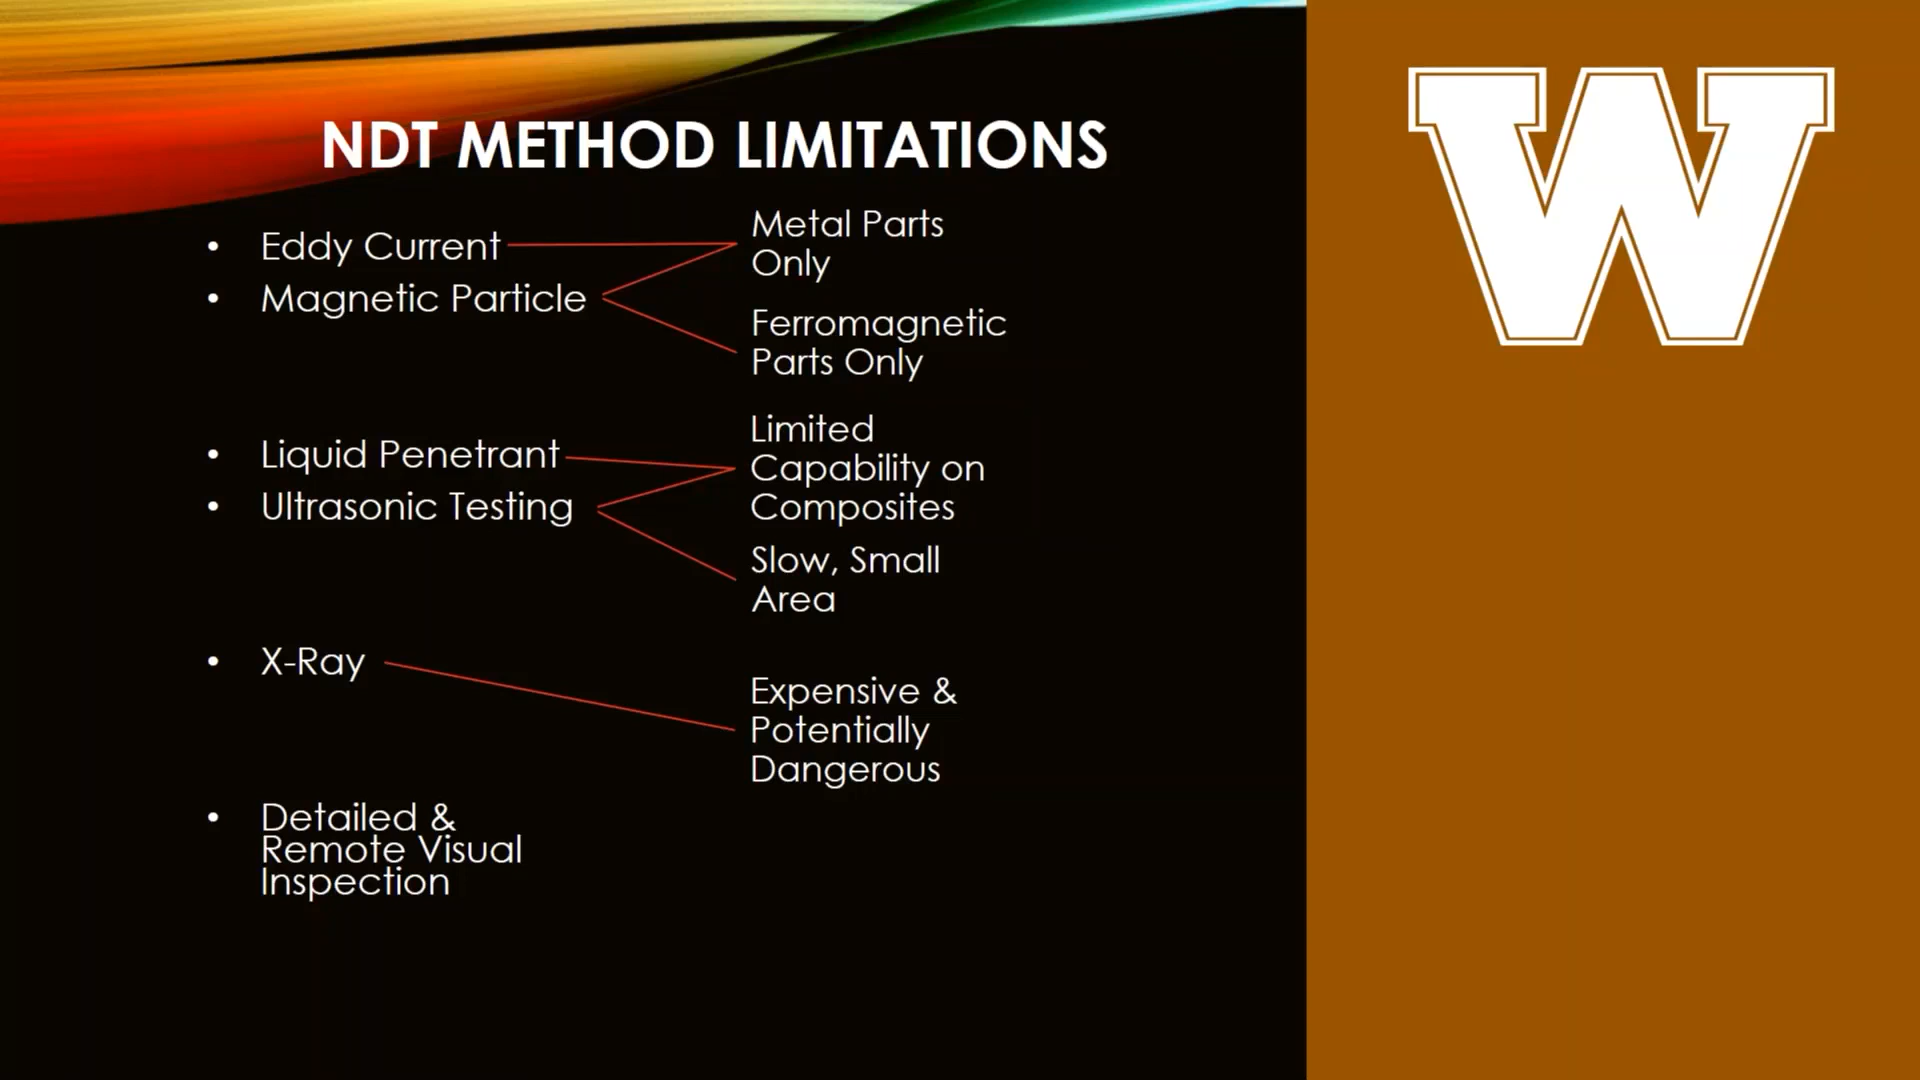 NDT METHOD LIMITATIONS
• Eddy Current
• Magnetic Particle
Metal Parts
Only
Ferromagnetic
Parts Only
• Liquid Penetrant
• Ultrasonic Testing
Limited
Capability on
Composites
Slow, Small
Area
• X-Ray
Expensive &
Potentially
Dangerous
• Detailed &
Remote Visual
Inspection
W